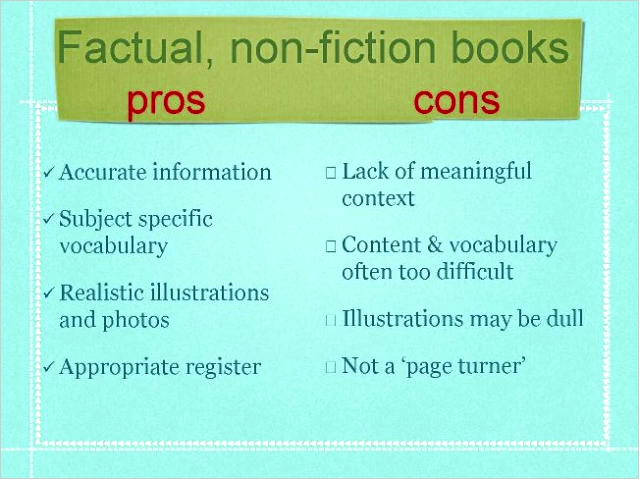 Factual, non-fiction books
pros
cons
✓ Accurate information
✓ Subject specific
vocabulary
✓ Realistic illustrations
and photos
✓ Appropriate register
□ Lack of meaningful
context
□ Content & vocabulary
often too difficult
□ Illustrations may be dull
□ Not a ‘page turner’